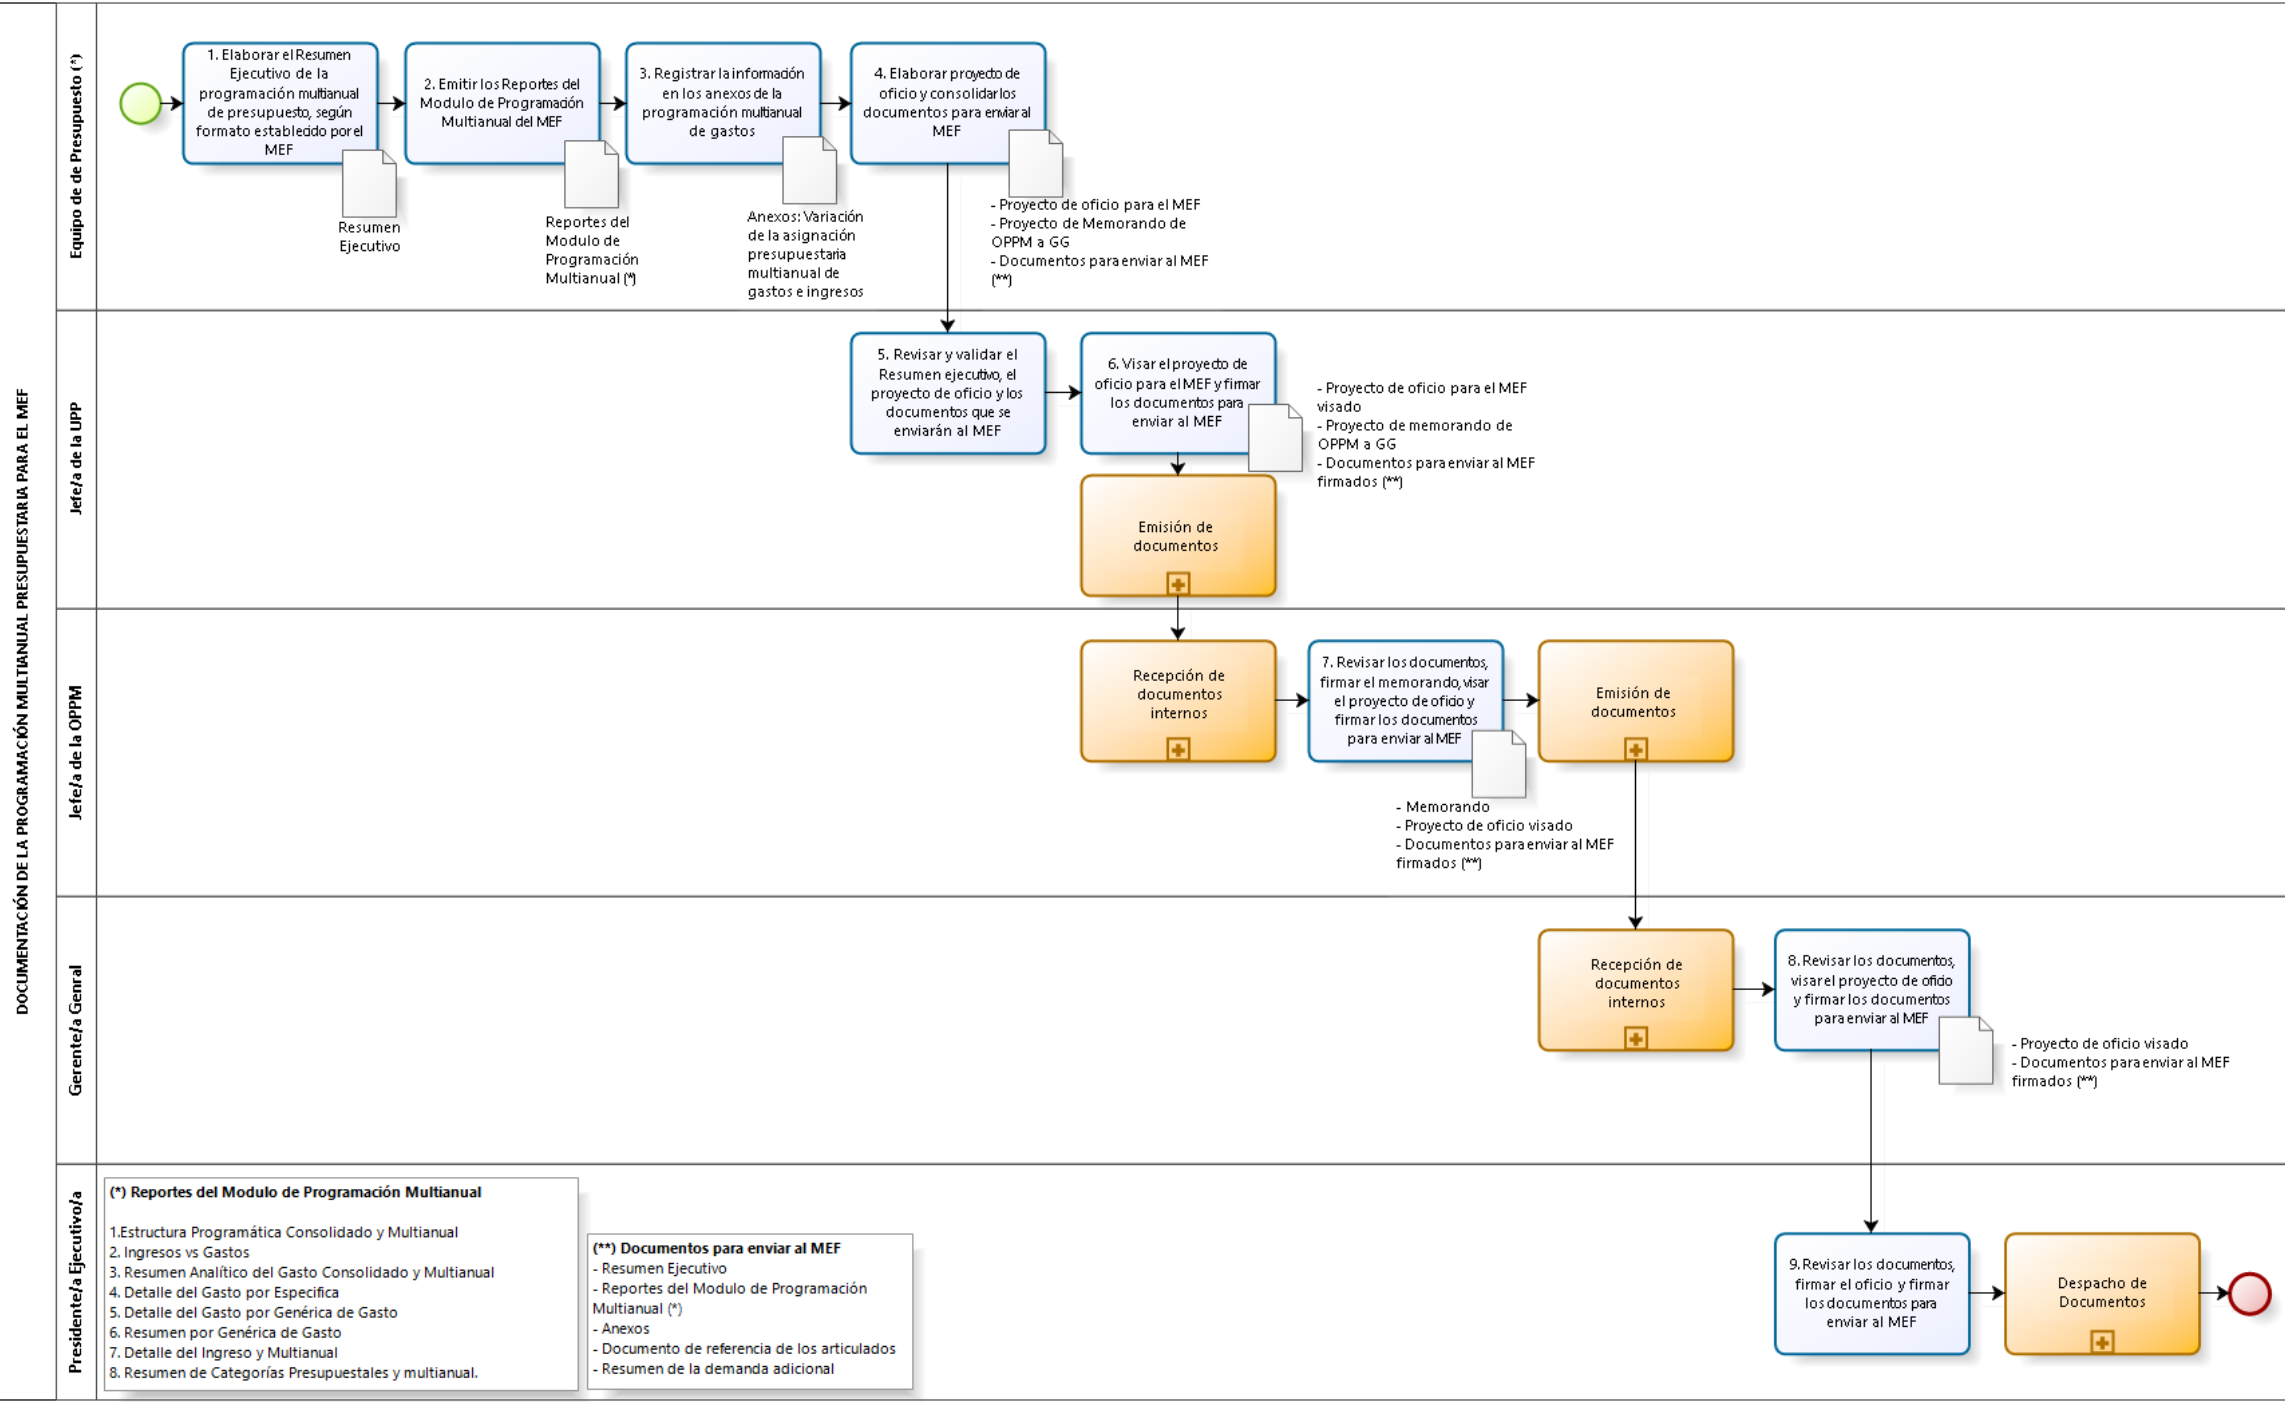 DOCUMENTACIÓN DE LA PROGRAMACIÓN MULTIANUAL PRESUPUESTARIA PARA EL MEF
Equipo de de Presupuesto (*)
1. Elaborar el Resumen
Ejecutivo de la
programación multianual
de presupuesto, según
formato establecido por el
MEF
Resumen
Ejecutivo
2. Emitir los Reportes del
Modulo de Programación
Multianual del MEF
Reportes del
Modulo de
Programación
Multianual (*)
3. Registrar la información
en los anexos de la
programación multianual
de gastos
Anexos: Variación
de la asignación
presupuestaria
multianual de
gastos e ingresos
4. Elaborar proyecto de
oficio y consolidar los
documentos para enviar al
MEF
- Proyecto de oficio para el MEF
- Proyecto de Memorando de
OPPM a GG
- Documentos para enviar al MEF
(**)
Jefe/a de la UPP
5. Revisar y validar el
Resumen ejecutivo, el
proyecto de oficio y los
documentos que se
enviarán al MEF
6. Visar el proyecto de
oficio para el MEF y firmar
los documentos para
enviar al MEF
- Proyecto de oficio para el MEF
visado
- Proyecto de memorando de
OPPM a GG
- Documentos para enviar al MEF
firmados (**)
Emisión de
documentos
Jefe/a de la OPPM
Recepción de
documentos
internos
7. Revisar los documentos,
firmar el memorando, visar
el proyecto de oficio y
firmar los documentos
para enviar al MEF
- Memorando
- Proyecto de oficio visado
- Documentos para enviar al MEF
firmados (**)
Emisión de
documentos
Gerente/a Genral
Recepción de
documentos
internos
8. Revisar los documentos,
visar el proyecto de oficio
y firmar los documentos
para enviar al MEF
- Proyecto de oficio visado
- Documentos para enviar al MEF
firmados (**)
Presidente/a Ejecutivo/a
(*) Reportes del Modulo de Programación Multianual
1.Estructura Programática Consolidado y Multianual
2. Ingresos vs Gastos
3. Resumen Analítico del Gasto Consolidado y Multianual
4. Detalle del Gasto por Especifica
5. Detalle del Gasto por Genérica de Gasto
6. Resumen por Genérica de Gasto
7. Detalle del Ingreso y Multianual
8. Resumen de Categorías Presupuestales y multianual.
(**) Documentos para enviar al MEF
- Resumen Ejecutivo
- Reportes del Modulo de Programación
Multianual (*)
- Anexos
- Documento de referencia de los articulados
- Resumen de la demanda adicional
9. Revisar los documentos,
firmar el oficio y firmar
los documentos para
enviar al MEF
Despacho de
Documentos